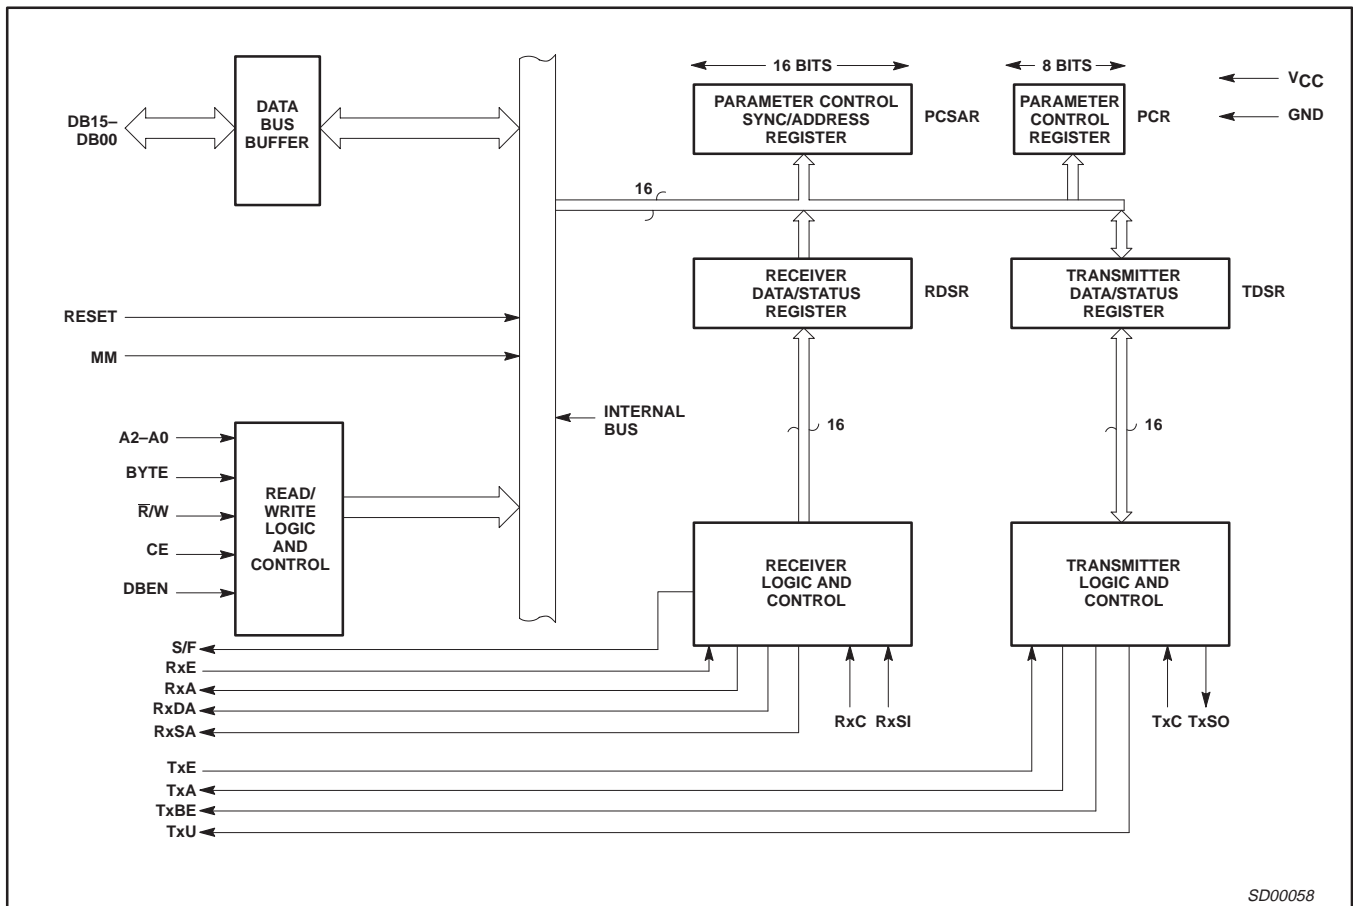 16 BITS
8 BITS
DATA
BUS
BUFFER
DB15–
DB00
PARAMETER CONTROL
SYNC/ADDRESS
REGISTER
PCSAR
PARAMETER
CONTROL
REGISTER
PCR
VCC
GND
16
RECEIVER
DATA/STATUS
REGISTER
RDSR
TRANSMITTER
DATA/STATUS
REGISTER
TDSR
RESET
MM
INTERNAL
BUS
16
16
A2–A0
BYTE
R̅/W
CE
DBEN
READ/
WRITE
LOGIC
AND
CONTROL
RECEIVER
LOGIC AND
CONTROL
TRANSMITTER
LOGIC AND
CONTROL
S/F
RxE
RxA
RxDA
RxSA
RxC
RxSI
TxC
TxSO
TxE
TxA
TxBE
TxU
SD00058